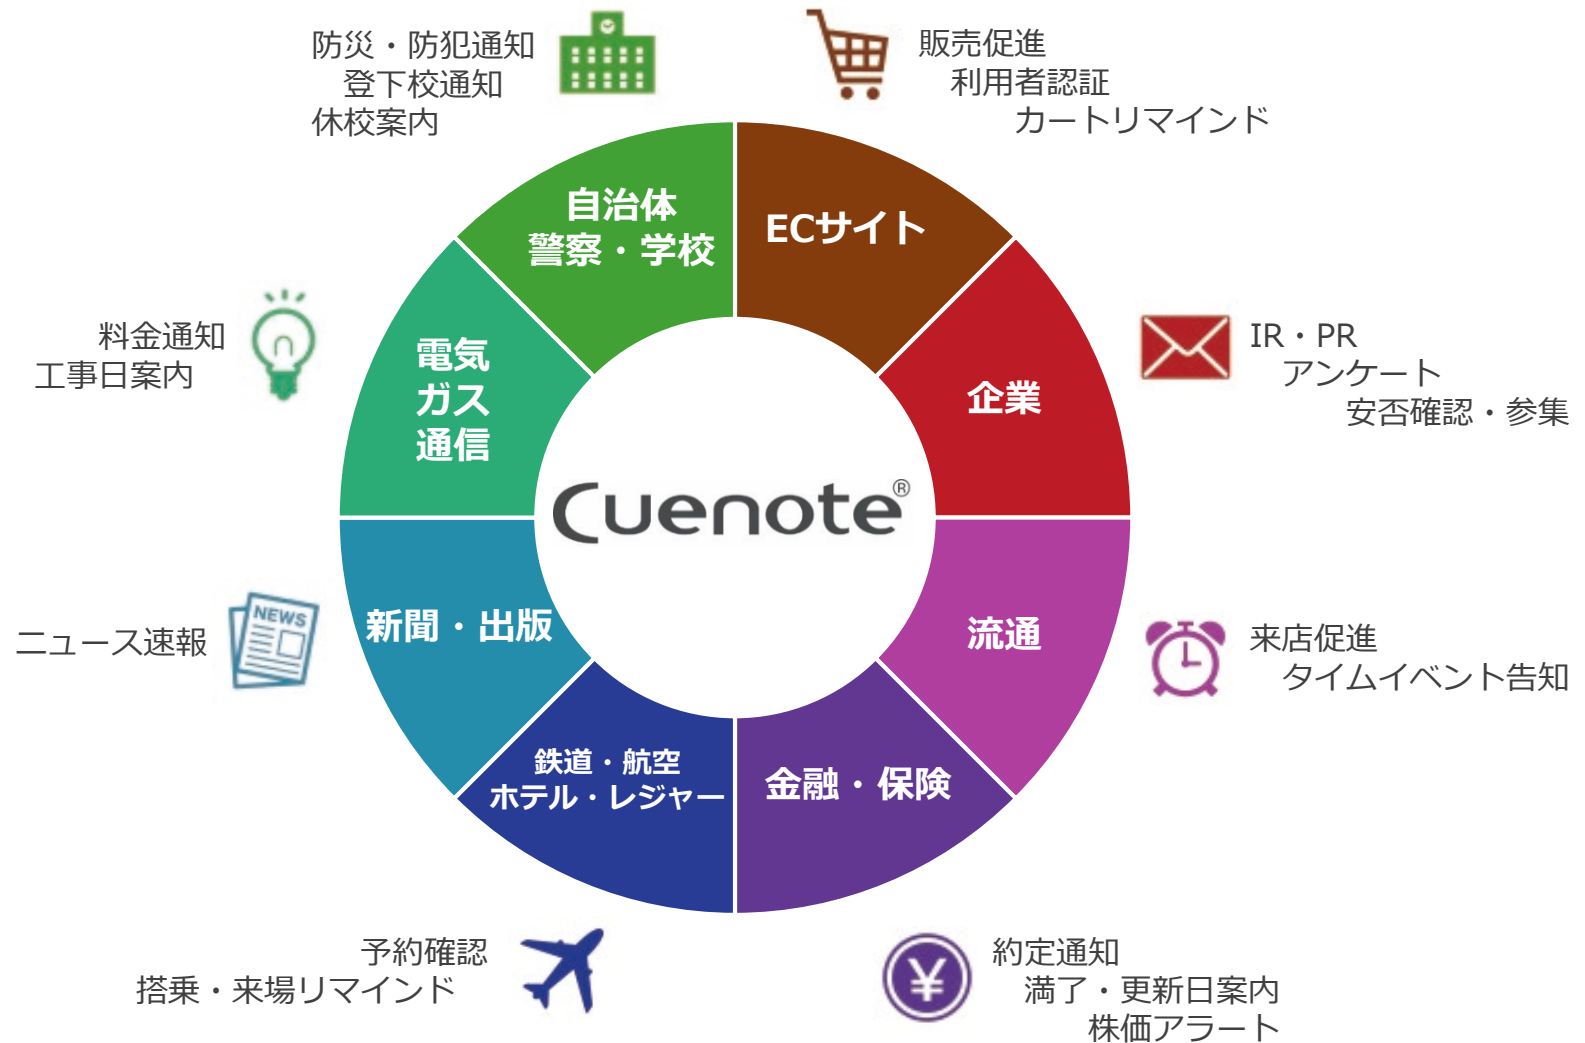 防災・防犯通知
登下校通知
休校案内
販売促進
利用者認証
カートリマインド
自治体
警察・学校
ECサイト
料金通知
工事日案内
電気
ガス
通信
企業
IR・PR
アンケート
安否確認・参集
Cuenote®
ニュース速報
NEWS
新聞・出版
流通
来店促進
タイムイベント告知
鉄道・航空
ホテル・レジャー
金融・保険
予約確認
搭乗・来場リマインド
¥
約定通知
満了・更新日案内
株価アラート